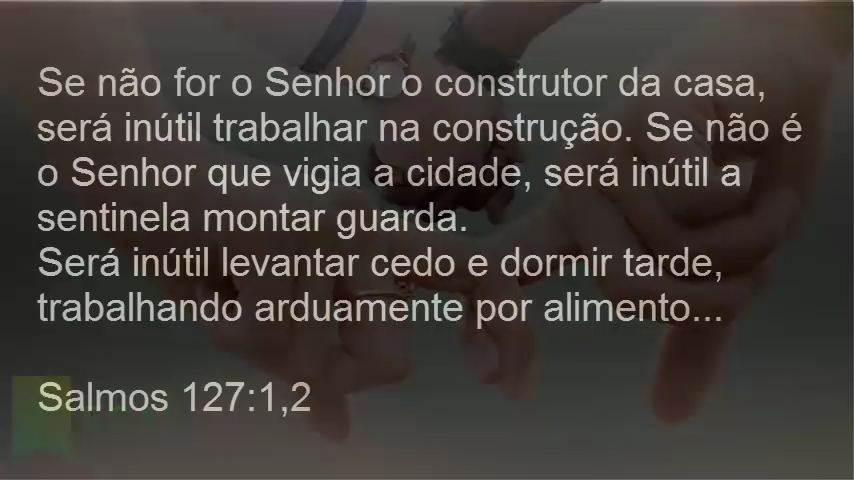 Se não for o Senhor o construtor da casa,
será inútil trabalhar na construção. Se não é
o Senhor que vigia a cidade, será inútil a
sentinela montar guarda.
Será inútil levantar cedo e dormir tarde,
trabalhando arduamente por alimento...
Salmos 127:1,2